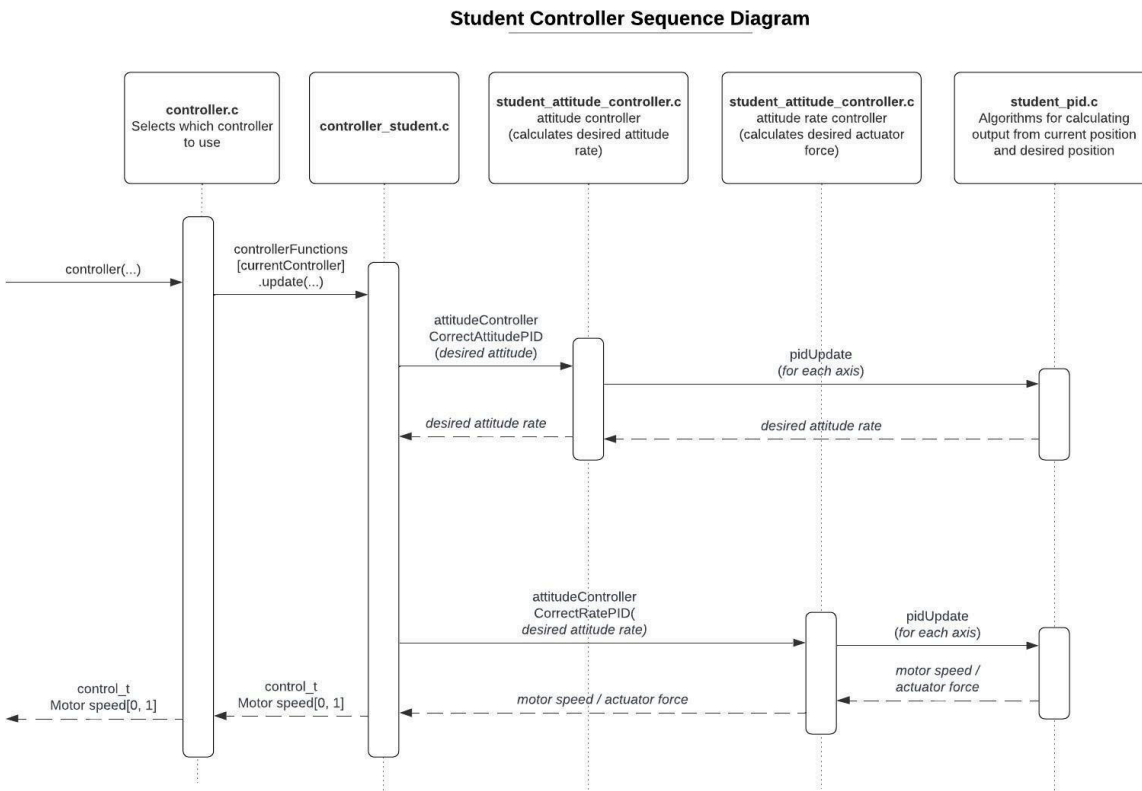 Student Controller Sequence Diagram
controller.c
Selects which controller
to use
controller_student.c
student_attitude_controller.c
attitude controller
(calculates desired attitude
rate)
student_attitude_controller.c
attitude rate controller
(calculates desired actuator
force)
student_pid.c
Algorithms for calculating
output from current position
and desired position
controller(...)
controllerFunctions
[currentController]
.update(...)
attitudeController
CorrectAttitudePID
(desired attitude)
pidUpdate
(for each axis)
desired attitude rate
desired attitude rate
attitudeController
CorrectRatePID(
desired attitude rate)
pidUpdate
(for each axis)
motor speed /
actuator force
motor speed / actuator force
control_t
Motor speed[0, 1]
control_t
Motor speed[0, 1]